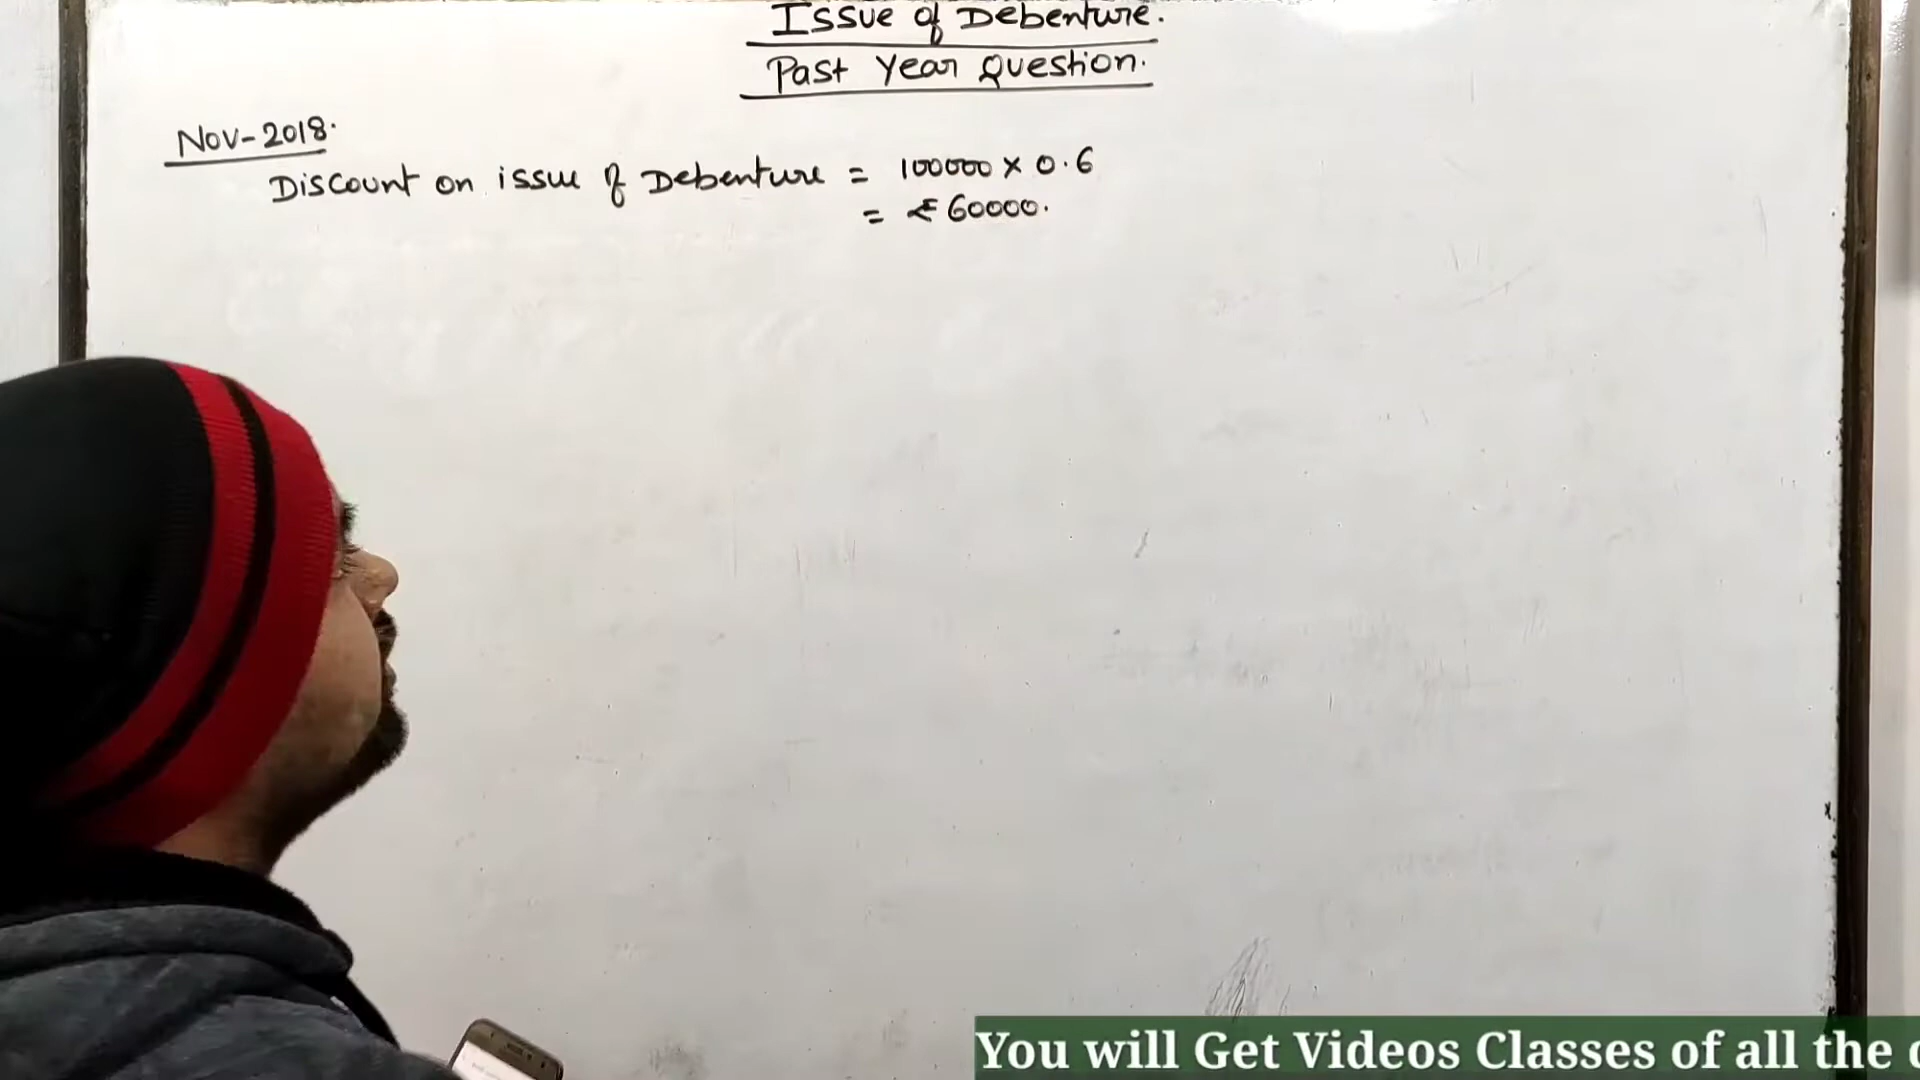 Issue of Debenture.
Past Year Question.
Nov-2018.
Discount on issue of Debenture = 100000 × 0.6
= ₹ 60000.
You will Get Videos Classes of all the